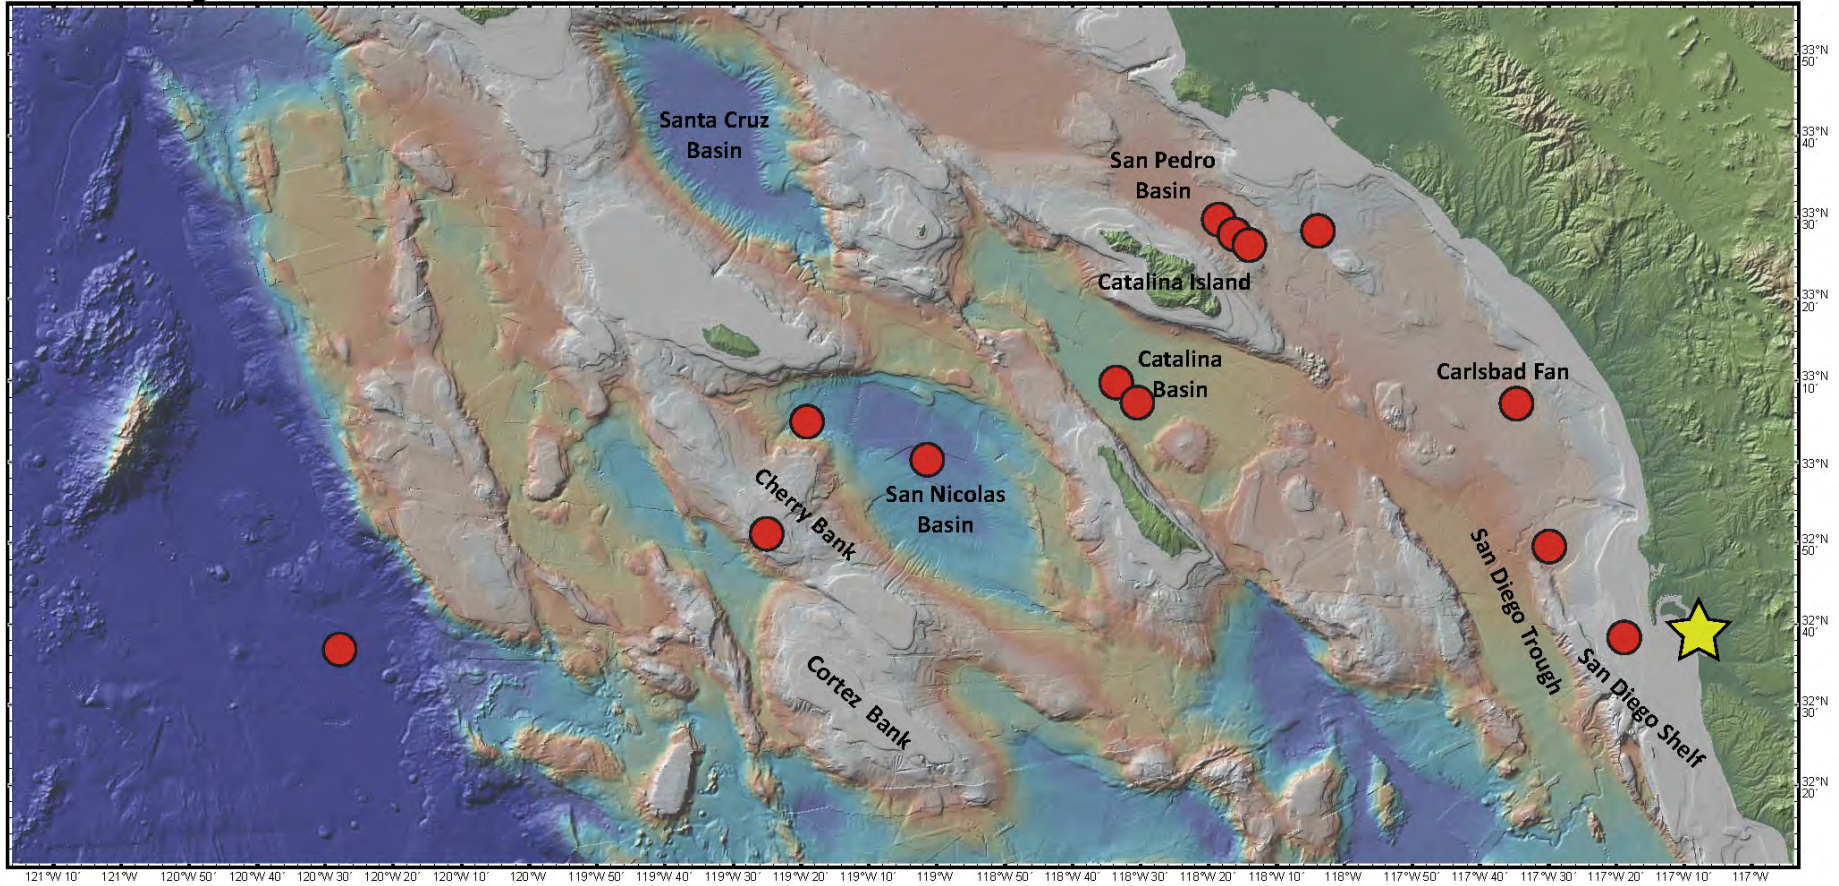 Santa Cruz
Basin
San Pedro
Basin
Catalina Island
Catalina
Basin
Carlsbad Fan
San Nicolas
Basin
Cherry Bank
Cortez Bank
San Diego Trough
San Diego Shelf
33°N
50´
33°N
40´
33°N
30´
33°N
20´
33°N
10´
33°N
32°N
50´
32°N
40´
32°N
30´
32°N
20´
121°W 10´ 121°W 120°W 50´ 120°W 40´ 120°W 30´ 120°W 20´ 120°W 10´ 120°W 119°W 50´ 119°W 40´ 119°W 30´ 119°W 20´ 119°W 10´ 119°W 118°W 50´ 118°W 40´ 118°W 30´ 118°W 20´ 118°W 10´ 118°W 117°W 50´ 117°W 40´ 117°W 30´ 117°W 20´ 117°W 10´ 117°W